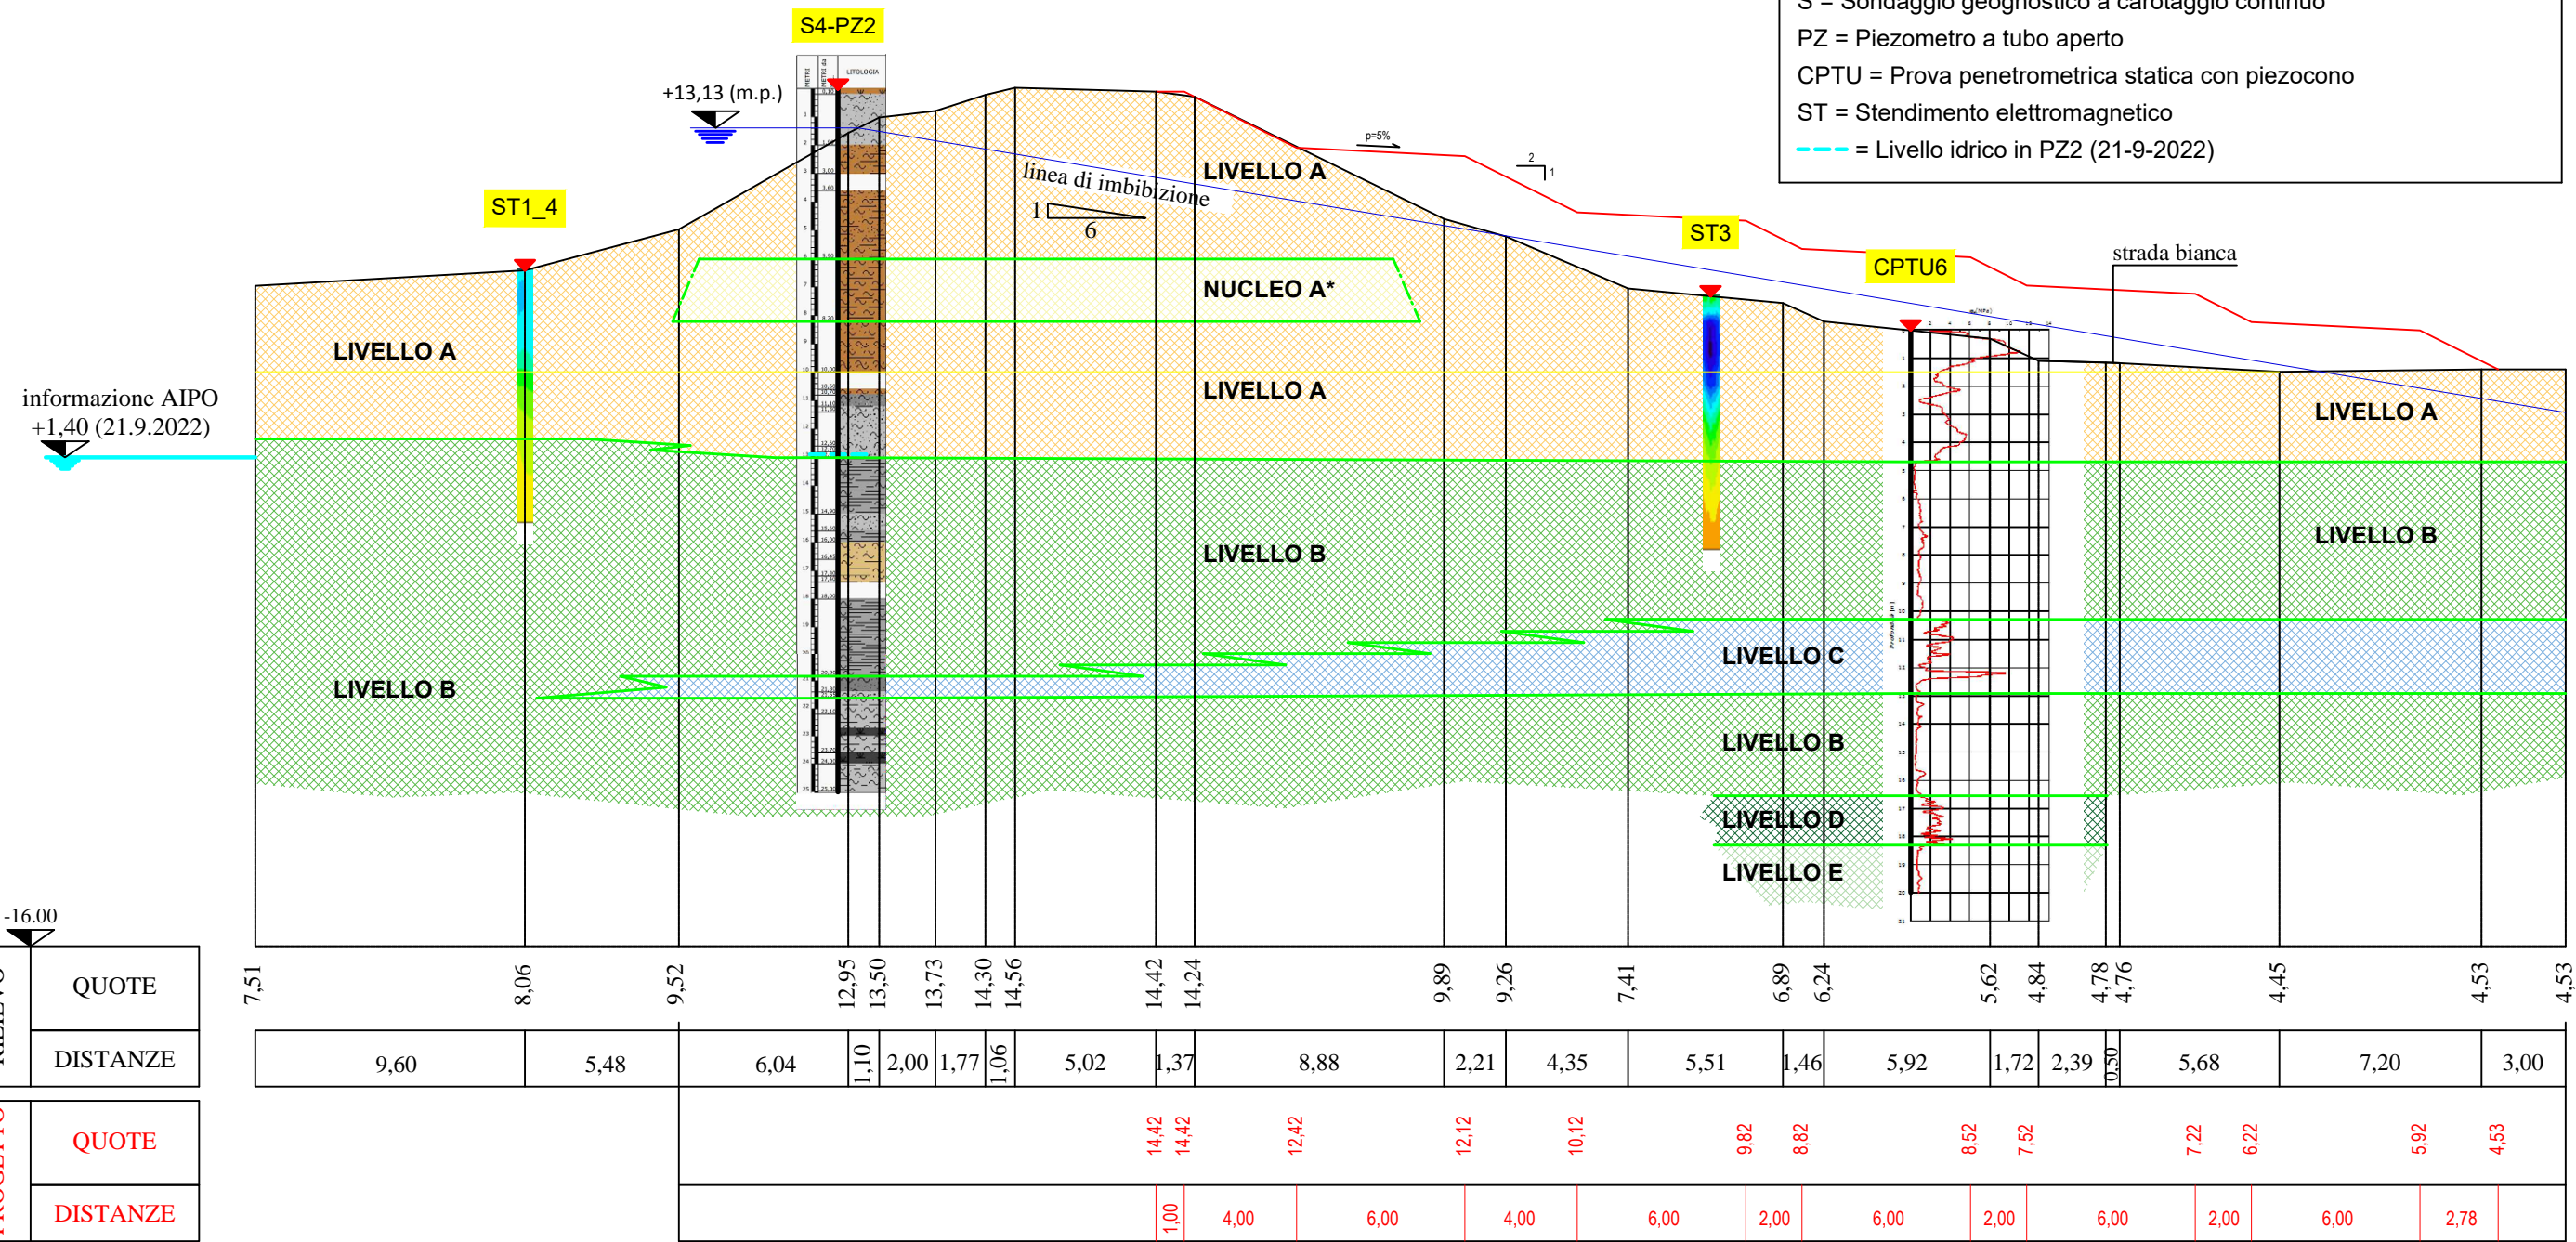 S = Sondaggio geognostico a carotaggio continuo
PZ = Piezometro a tubo aperto
CPTU = Prova penetrometrica statica con piezocono
ST = Stendimento elettromagnetico
= Livello idrico in PZ2 (21-9-2022)
S4-PZ2
METRI
METRI da
LITOLOGIA
+13,13 (m.p.)
ST1_4
linea di imbibizione
1
6
p=5%
2
1
LIVELLO A
ST3
CPTU6
strada bianca
NUCLEO A*
LIVELLO A
LIVELLO A
LIVELLO A
informazione AIPO
+1,40 (21.9.2022)
LIVELLO B
LIVELLO B
LIVELLO C
LIVELLO B
LIVELLO B
LIVELLO D
LIVELLO E
-16.00
RILIEVO
QUOTE
7,51 8,06 9,52 12,95 13,50 13,73 14,30 14,56 14,42 14,24 9,89 9,26 7,41 6,89 6,24 5,62 4,84 4,78 4,76 4,45 4,53 4,53
DISTANZE
9,60 5,48 6,04 1,10 2,00 1,77 1,06 5,02 1,37 8,88 2,21 4,35 5,51 1,46 5,92 1,72 2,39 0,50 5,68 7,20 3,00
PROGETTO
QUOTE
14,42 14,42 12,42 12,12 10,12 9,82 8,82 8,52 7,52 7,22 6,22 5,92 4,53
DISTANZE
1,00 4,00 6,00 4,00 6,00 2,00 6,00 2,00 6,00 2,00 6,00 2,78